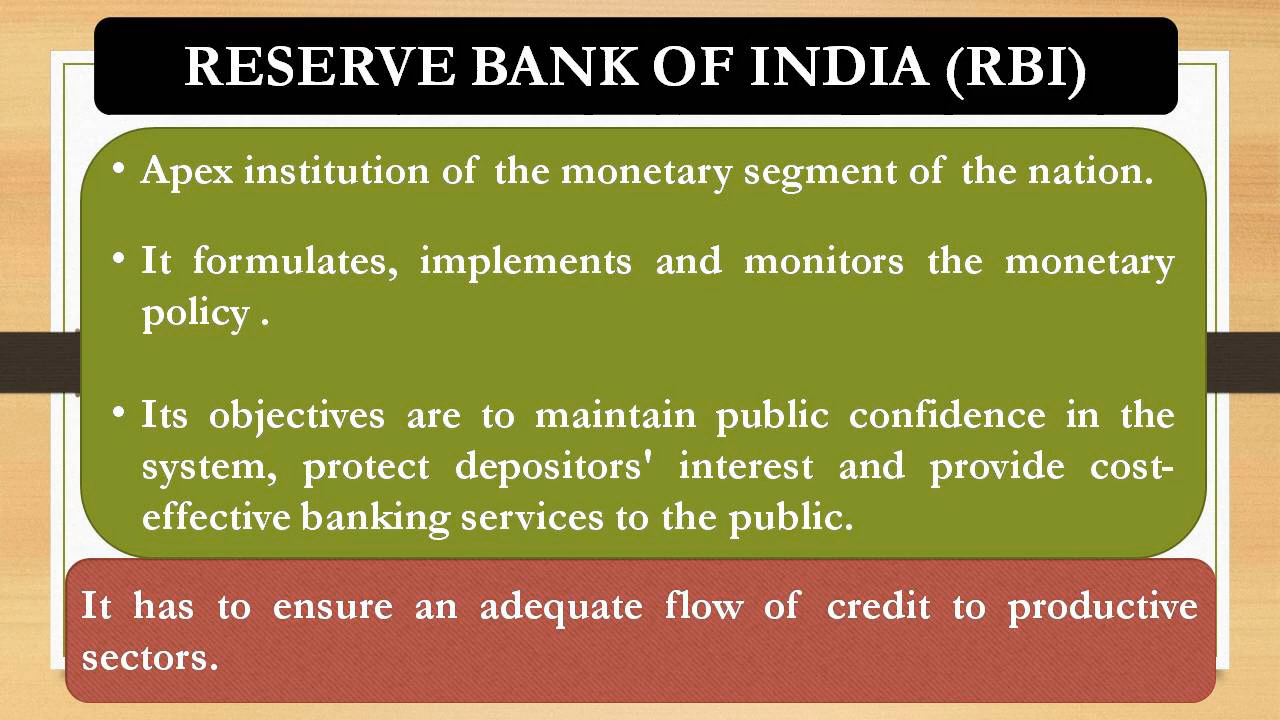 RESERVE BANK OF INDIA (RBI)
• Apex institution of the monetary segment of the nation.
• It formulates, implements and monitors the monetary
policy .
• Its objectives are to maintain public confidence in the
system, protect depositors' interest and provide cost-
effective banking services to the public.
It has to ensure an adequate flow of credit to productive
sectors.